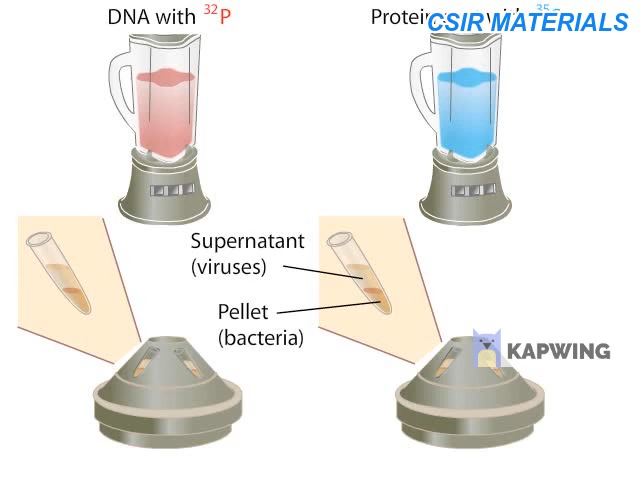 DNA with ³²P
Protein with ³⁵S
CSIR MATERIALS
Supernatant
(viruses)
Pellet
(bacteria)
KAPWING